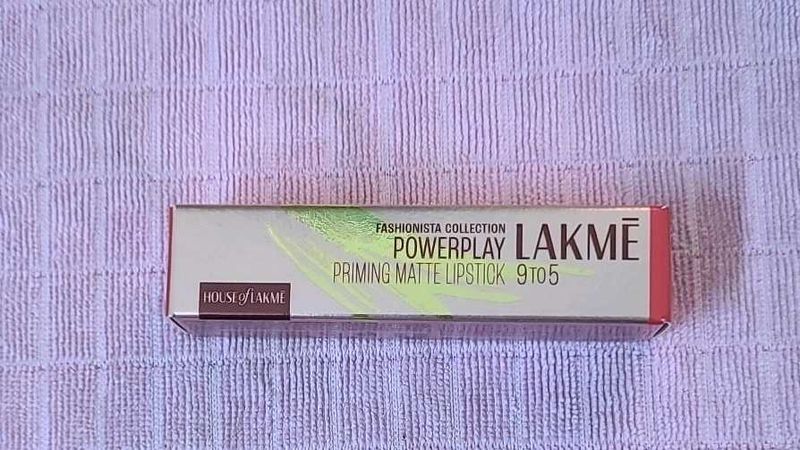 FASHIONISTA COLLECTION
POWERPLAY
PRIMING MATTE LIPSTICK
LAKMĒ
9TO5
HOUSE of LAKMĒ